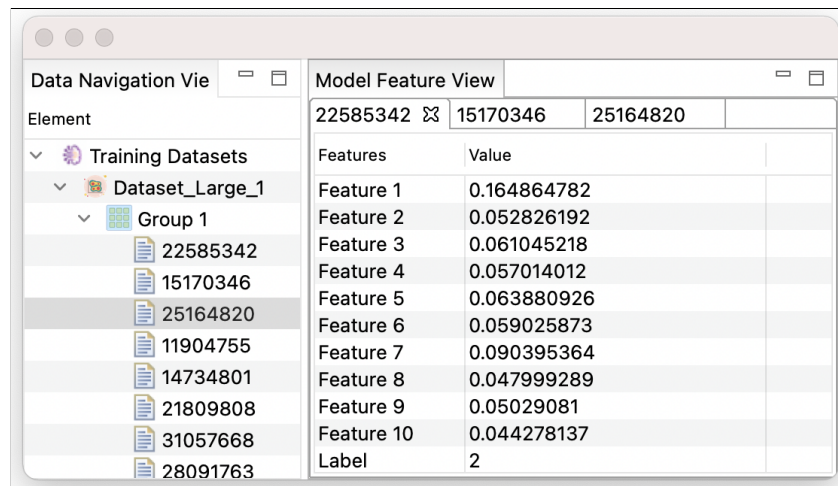 Data Navigation Vie
Element
Training Datasets
Dataset_Large_1
Group 1
22585342
15170346
25164820
11904755
14734801
21809808
31057668
28091763
Model Feature View
22585342 15170346 25164820
Features Value
Feature 1 0.164864782
Feature 2 0.052826192
Feature 3 0.061045218
Feature 4 0.057014012
Feature 5 0.063880926
Feature 6 0.059025873
Feature 7 0.090395364
Feature 8 0.047999289
Feature 9 0.05029081
Feature 10 0.044278137
Label 2